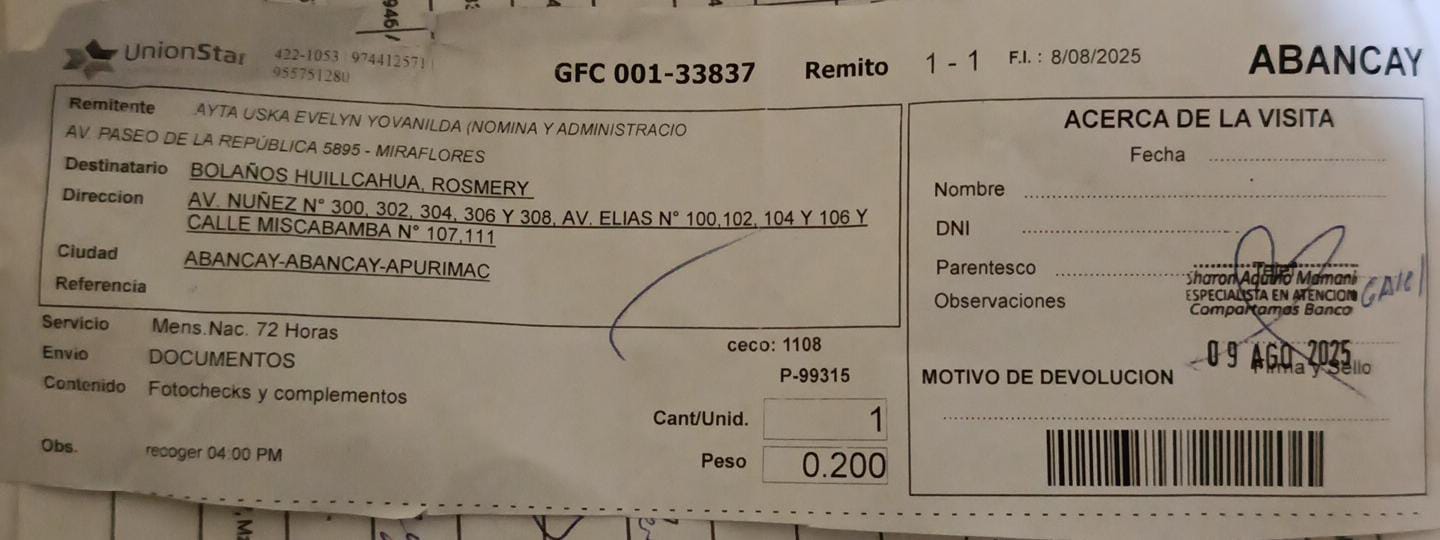 UnionStar 422-1053 974412571
955751280
GFC 001-33837 Remito 1 - 1 F.I. : 8/08/2025 ABANCAY
Remitente AYTA USKA EVELYN YOVANILDA (NOMINA Y ADMINISTRACIO
AV. PASEO DE LA REPÚBLICA 5895 - MIRAFLORES
Destinatario BOLAÑOS HUILLCAHUA, ROSMERY
Direccion AV. NUÑEZ N° 300, 302, 304, 306 Y 308, AV. ELIAS N° 100,102, 104 Y 106 Y
CALLE MISCABAMBA N° 107,111
Ciudad ABANCAY-ABANCAY-APURIMAC
Referencia
Servicio Mens.Nac. 72 Horas
Envio DOCUMENTOS
Contenido Fotochecks y complementos
Obs. recoger 04:00 PM
ceco: 1108
P-99315
Cant/Unid. 1
Peso 0.200
ACERCA DE LA VISITA
Fecha
Nombre
DNI
Parentesco
Observaciones
Sharon Aquino Mamani
ESPECIALISTA EN ATENCION
Compartamos Banco
09 AGO 2025
Firma y Sello
MOTIVO DE DEVOLUCION